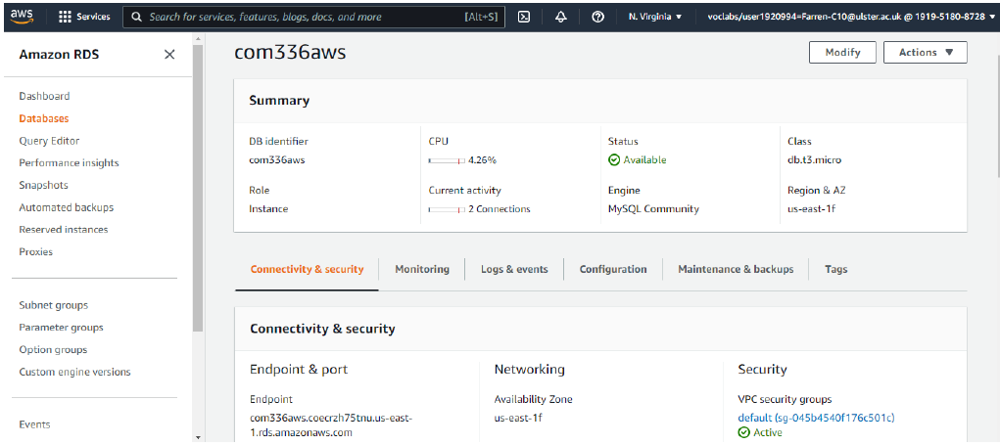 aws Services Search for services, features, blogs, docs, and more [Alt+S] N. Virginia voclabs/user1920994=Farren-C10@ulster.ac.uk @ 1919-5180-8728
Amazon RDS
Dashboard
Databases
Query Editor
Performance insights
Snapshots
Automated backups
Reserved instances
Proxies
Subnet groups
Parameter groups
Option groups
Custom engine versions
Events
com336aws
Modify Actions
Summary
DB identifier CPU Status Class
com336aws 4.26% Available db.t3.micro
Role Current activity Engine Region & AZ
Instance 2 Connections MySQL Community us-east-1f
Connectivity & security Monitoring Logs & events Configuration Maintenance & backups Tags
Connectivity & security
Endpoint & port Networking Security
Endpoint Availability Zone VPC security groups
com336aws.coecrzh75tnu.us-east- us-east-1f default (sg-045b4540f176c501c)
1.rds.amazonaws.com Active